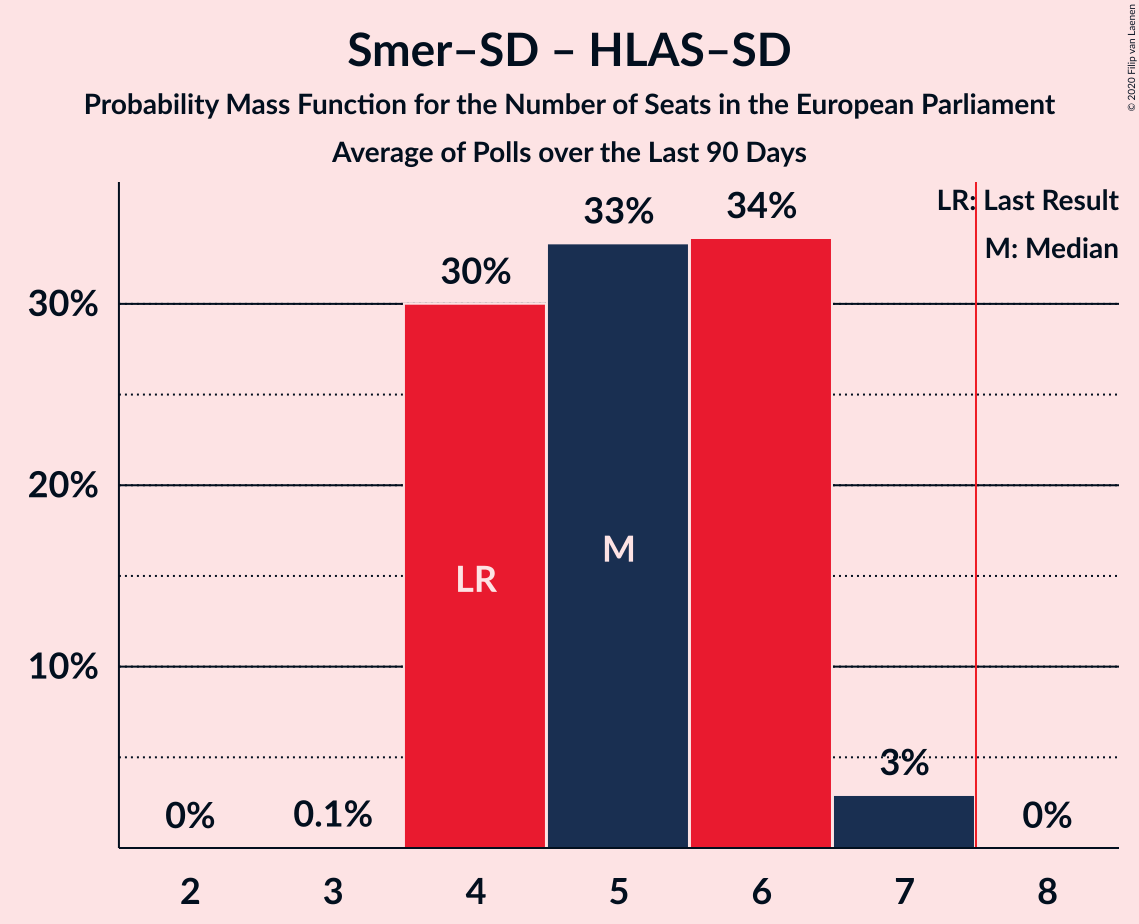 Smer–SD – HLAS–SD
Probability Mass Function for the Number of Seats in the European Parliament
Average of Polls over the Last 90 Days
© 2020 Filip van Laenen
LR: Last Result
M: Median
30%
20%
10%
0%
0.1%
30%
33%
34%
3%
0%
LR
M
2 3 4 5 6 7 8